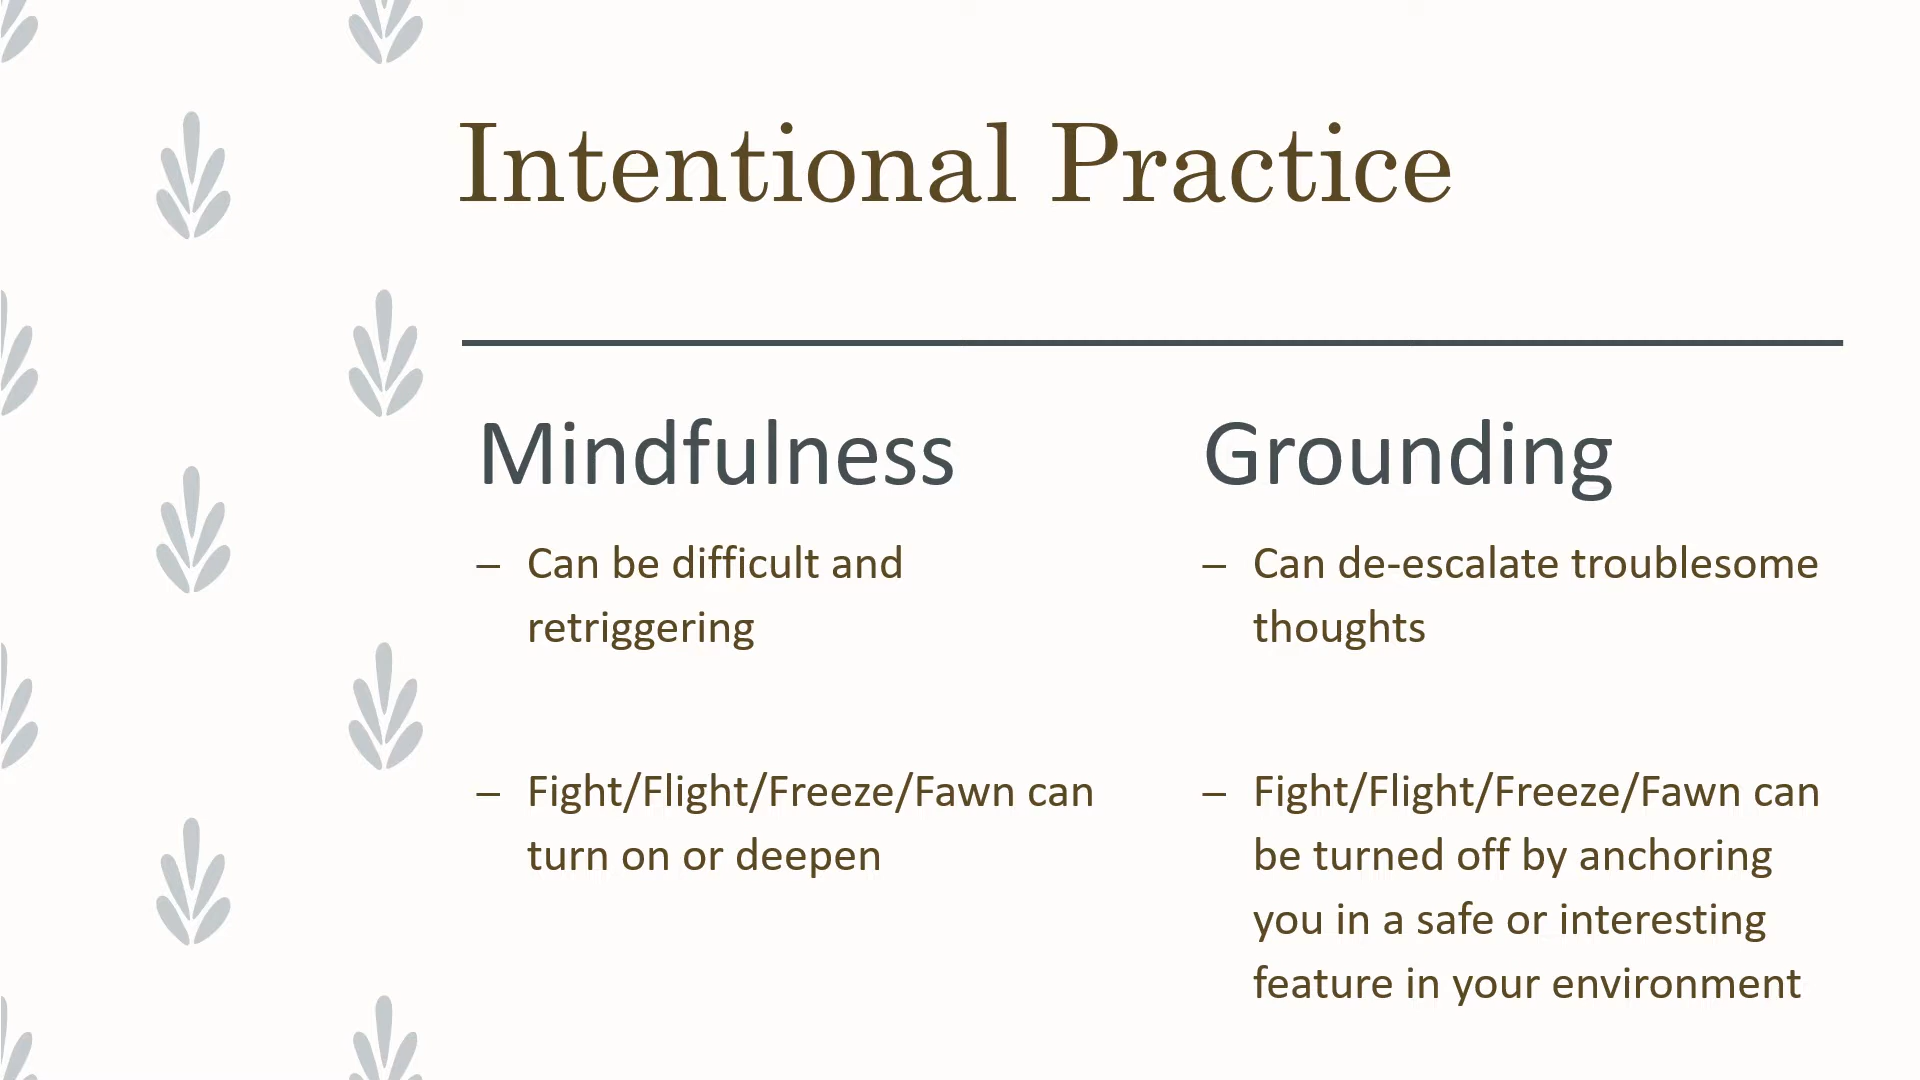 Intentional Practice
Mindfulness
– Can be difficult and
retriggering
– Fight/Flight/Freeze/Fawn can
turn on or deepen
Grounding
– Can de-escalate troublesome
thoughts
– Fight/Flight/Freeze/Fawn can
be turned off by anchoring
you in a safe or interesting
feature in your environment